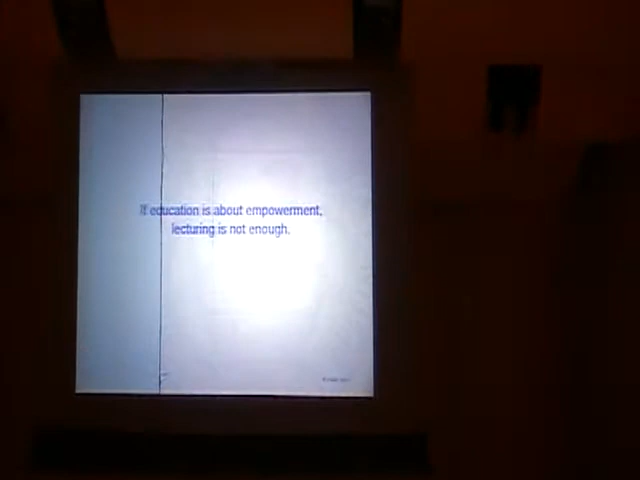 If education is about empowerment,
lecturing is not enough.